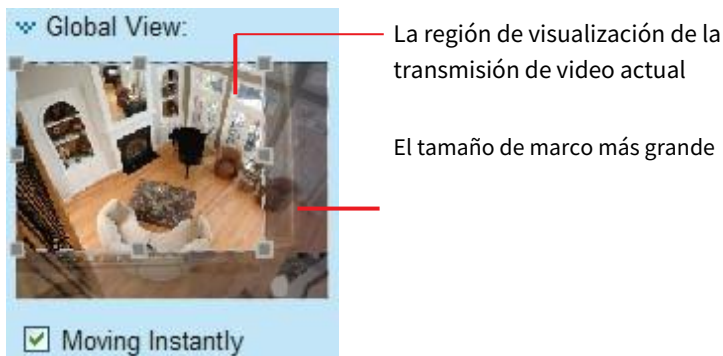 Global View:
La región de visualización de la
transmisión de video actual
El tamaño de marco más grande
Moving Instantly